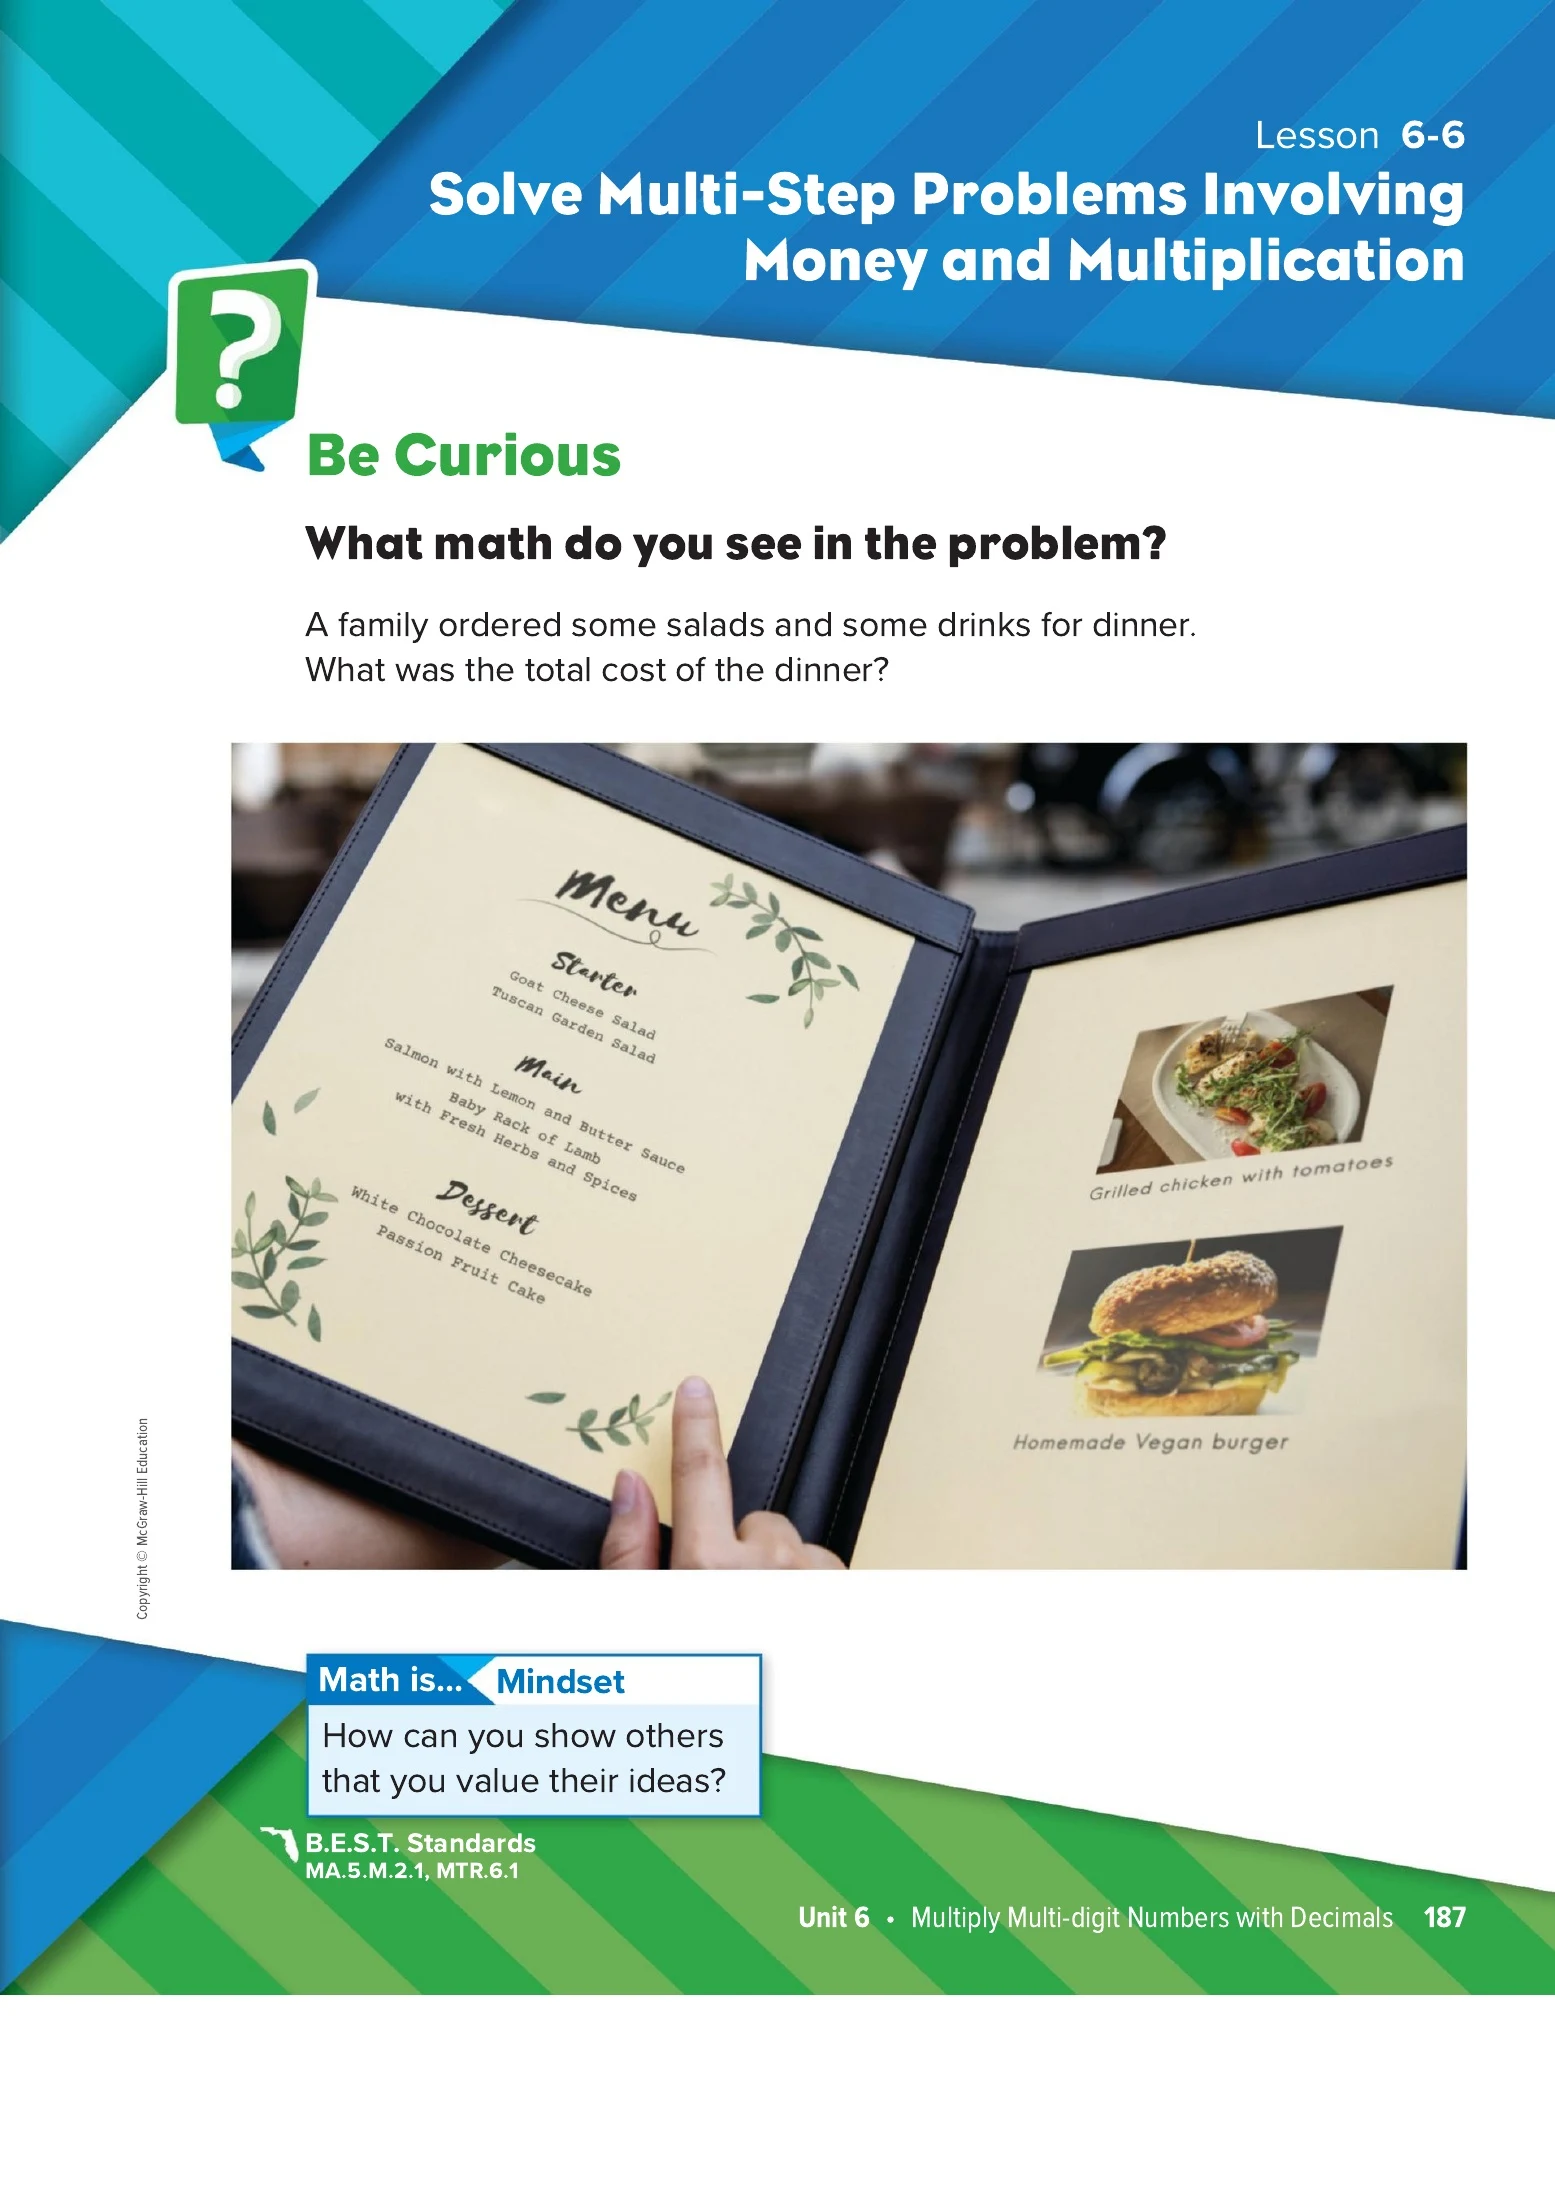 Lesson 6-6
Solve Multi-Step Problems Involving
Money and Multiplication
?
Be Curious
What math do you see in the problem?
A family ordered some salads and some drinks for dinner.
What was the total cost of the dinner?
Menu
Starter
Goat Cheese Salad
Tuscan Garden Salad
Main
Salmon with Lemon and Butter Sauce
Baby Rack of Lamb
with Fresh Herbs and Spices
Dessert
White Chocolate Cheesecake
Passion Fruit Cake
Grilled chicken with tomatoes
Homemade Vegan burger
Copyright © McGraw-Hill Education
Math is... Mindset
How can you show others
that you value their ideas?
B.E.S.T. Standards
MA.5.M.2.1, MTR.6.1
Unit 6 • Multiply Multi-digit Numbers with Decimals 187